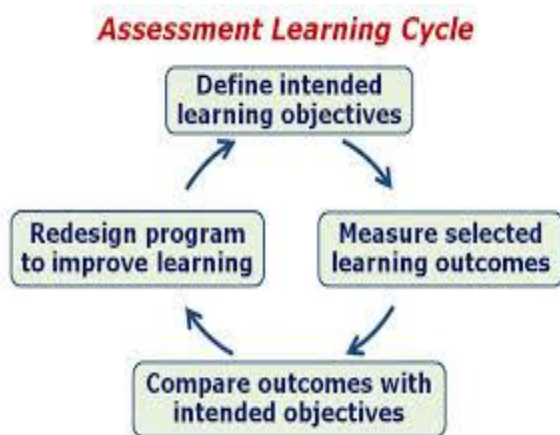 Assessment Learning Cycle
Define intended
learning objectives
Measure selected
learning outcomes
Compare outcomes with
intended objectives
Redesign program
to improve learning